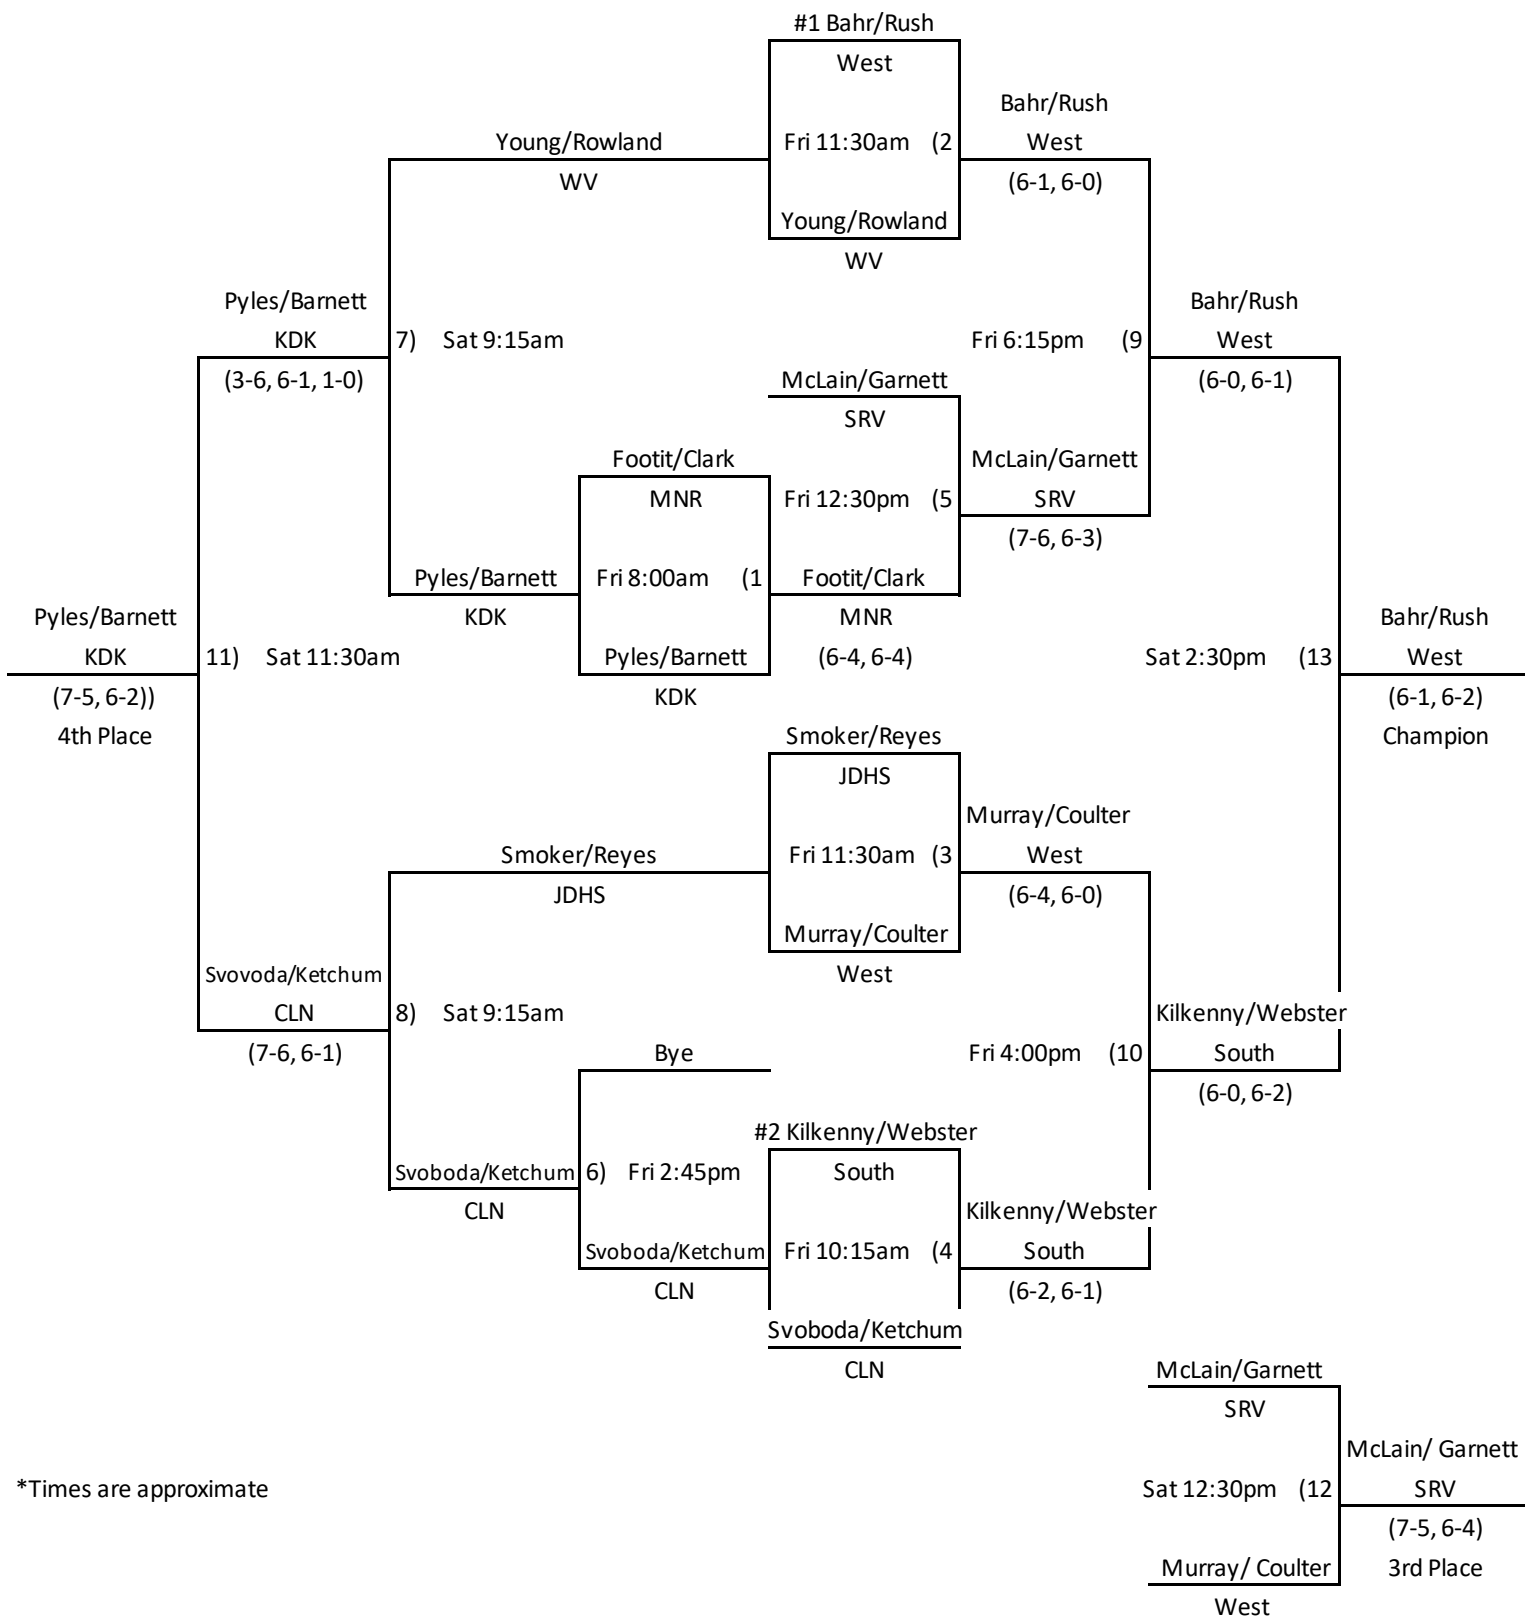 #1 Bahr/Rush
West
Bahr/Rush
Young/Rowland
Fri 11:30am (2
West
WV
(6-1, 6-0)
Young/Rowland
WV
Pyles/Barnett
Bahr/Rush
KDK
7) Sat 9:15am
Fri 6:15pm (9
West
(3-6, 6-1, 1-0)
McLain/Garnett
(6-0, 6-1)
SRV
Footit/Clark
McLain/Garnett
MNR
Fri 12:30pm (5
SRV
(7-6, 6-3)
Pyles/Barnett
Fri 8:00am (1
Footit/Clark
Pyles/Barnett
KDK
MNR
Bahr/Rush
KDK
11) Sat 11:30am
Pyles/Barnett
(6-4, 6-4)
Sat 2:30pm (13
West
(7-5, 6-2))
KDK
(6-1, 6-2)
4th Place
Smoker/Reyes
Champion
JDHS
Murray/Coulter
Smoker/Reyes
Fri 11:30am (3
West
JDHS
(6-4, 6-0)
Murray/Coulter
Svovoda/Ketchum
West
CLN
8) Sat 9:15am
Kilkenny/Webster
(7-6, 6-1)
Bye
Fri 4:00pm (10
South
(6-0, 6-2)
#2 Kilkenny/Webster
Svoboda/Ketchum
6) Fri 2:45pm
South
CLN
Kilkenny/Webster
Svoboda/Ketchum
Fri 10:15am (4
South
CLN
(6-2, 6-1)
Svoboda/Ketchum
CLN
McLain/Garnett
SRV
McLain/ Garnett
*Times are approximate
Sat 12:30pm (12
SRV
(7-5, 6-4)
Murray/ Coulter
3rd Place
West